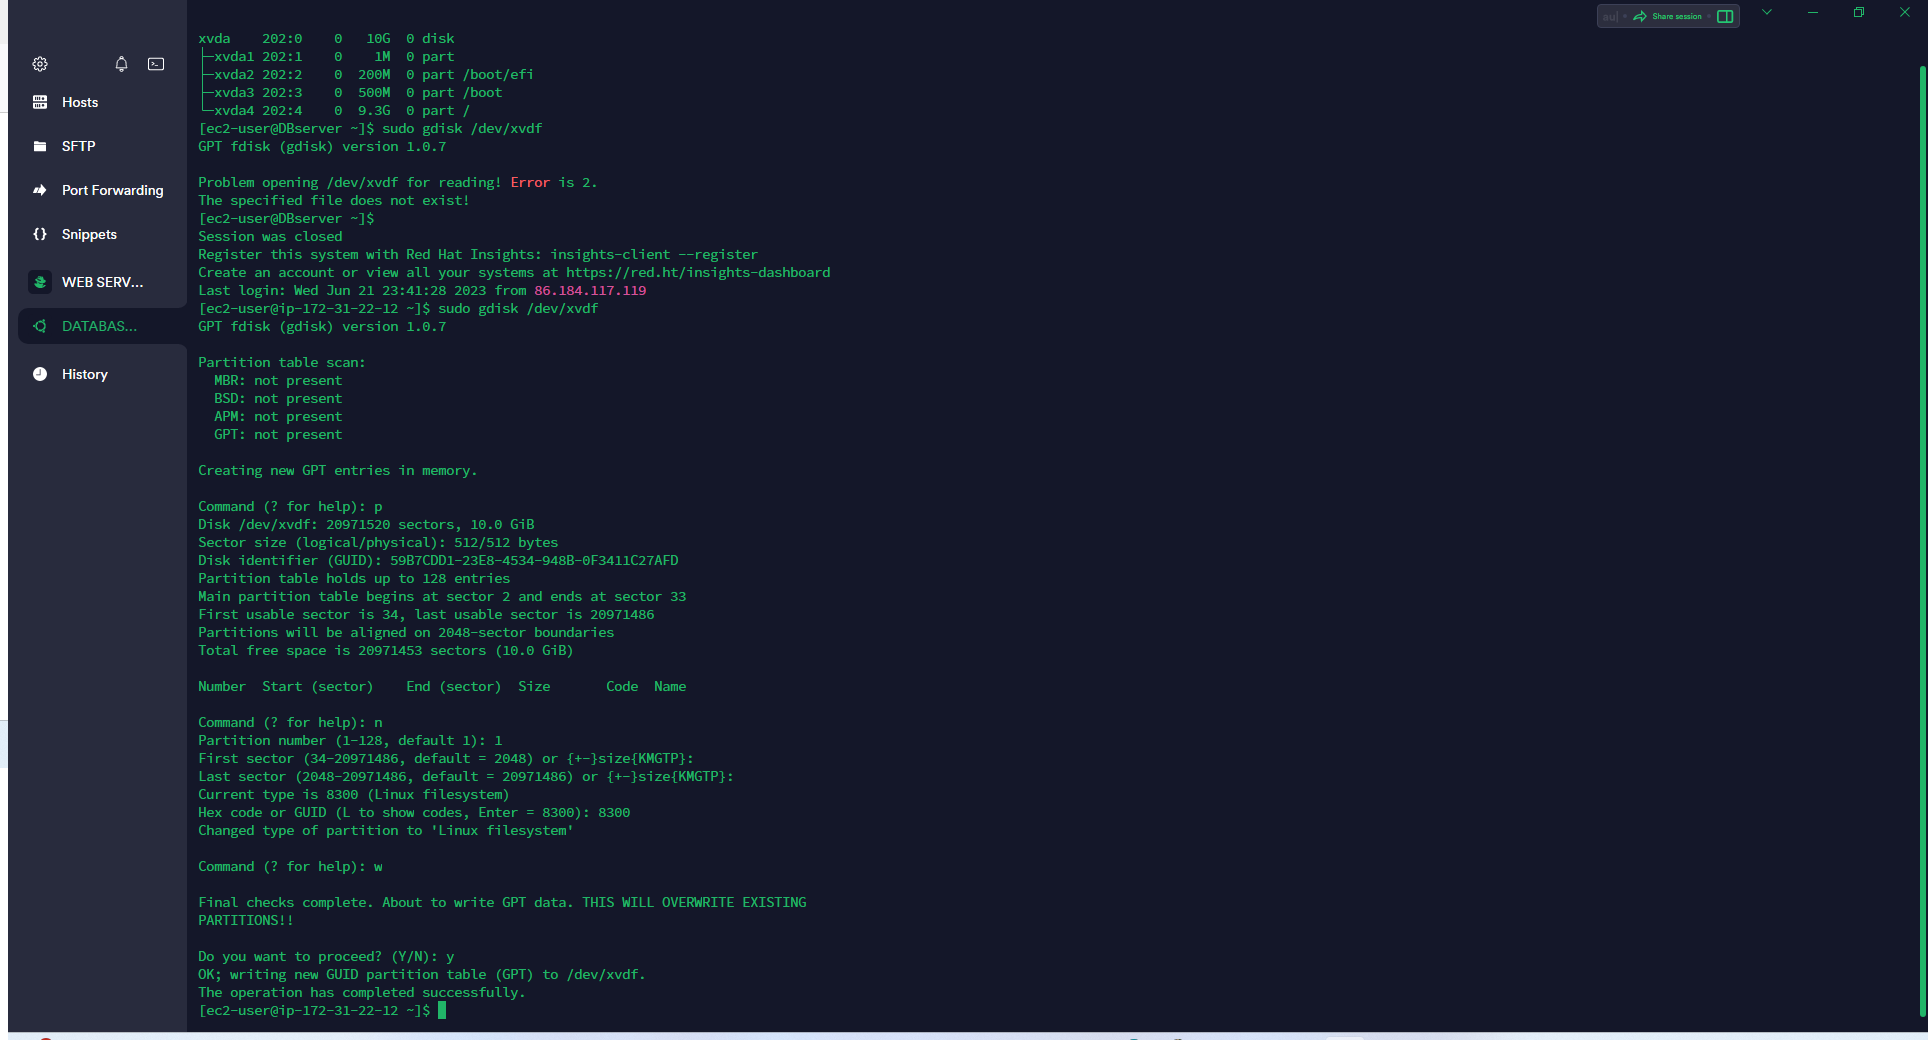 Share session
Hosts
SFTP
Port Forwarding
Snippets
WEB SERV...
DATABAS...
History
xvda    202:0    0   10G  0 disk
├─xvda1 202:1    0    1M  0 part
├─xvda2 202:2    0  200M  0 part /boot/efi
├─xvda3 202:3    0  500M  0 part /boot
└─xvda4 202:4    0  9.3G  0 part /
[ec2-user@DBserver ~]$ sudo gdisk /dev/xvdf
GPT fdisk (gdisk) version 1.0.7
Problem opening /dev/xvdf for reading! Error is 2.
The specified file does not exist!
[ec2-user@DBserver ~]$
Session was closed
Register this system with Red Hat Insights: insights-client --register
Create an account or view all your systems at https://red.ht/insights-dashboard
Last login: Wed Jun 21 23:41:28 2023 from 86.184.117.119
[ec2-user@ip-172-31-22-12 ~]$ sudo gdisk /dev/xvdf
GPT fdisk (gdisk) version 1.0.7
Partition table scan:
MBR: not present
BSD: not present
APM: not present
GPT: not present
Creating new GPT entries in memory.
Command (? for help): p
Disk /dev/xvdf: 20971520 sectors, 10.0 GiB
Sector size (logical/physical): 512/512 bytes
Disk identifier (GUID): 59B7CDD1-23E8-4534-948B-0F3411C27AFD
Partition table holds up to 128 entries
Main partition table begins at sector 2 and ends at sector 33
First usable sector is 34, last usable sector is 20971486
Partitions will be aligned on 2048-sector boundaries
Total free space is 20971453 sectors (10.0 GiB)
Number  Start (sector)    End (sector)  Size       Code  Name
Command (? for help): n
Partition number (1-128, default 1): 1
First sector (34-20971486, default = 2048) or {+-}size{KMGTP}:
Last sector (2048-20971486, default = 20971486) or {+-}size{KMGTP}:
Current type is 8300 (Linux filesystem)
Hex code or GUID (L to show codes, Enter = 8300): 8300
Changed type of partition to 'Linux filesystem'
Command (? for help): w
Final checks complete. About to write GPT data. THIS WILL OVERWRITE EXISTING
PARTITIONS!!
Do you want to proceed? (Y/N): y
OK; writing new GUID partition table (GPT) to /dev/xvdf.
The operation has completed successfully.
[ec2-user@ip-172-31-22-12 ~]$